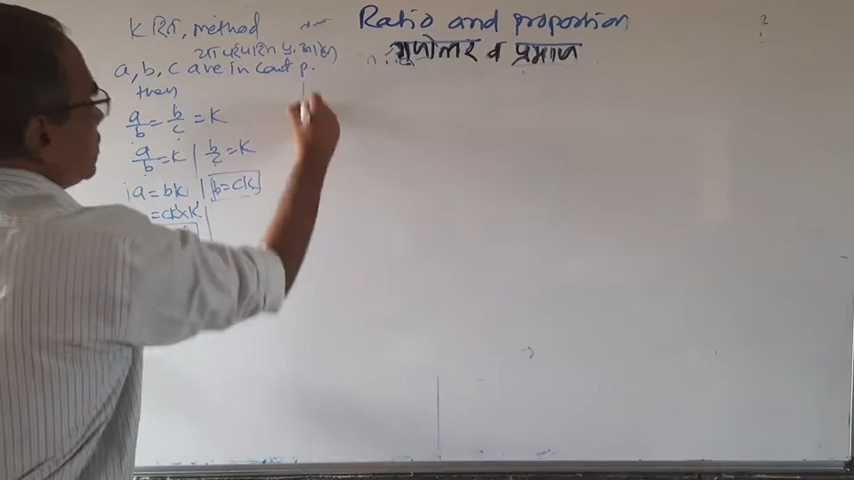 Ratio and proportion
गुणोत्तर व प्रमाण
K रित, method
a, b, c are in cont p.
then
a/b = b/c = K
a/b = K | b/c = K
a = bk | b = ck
= ck×k